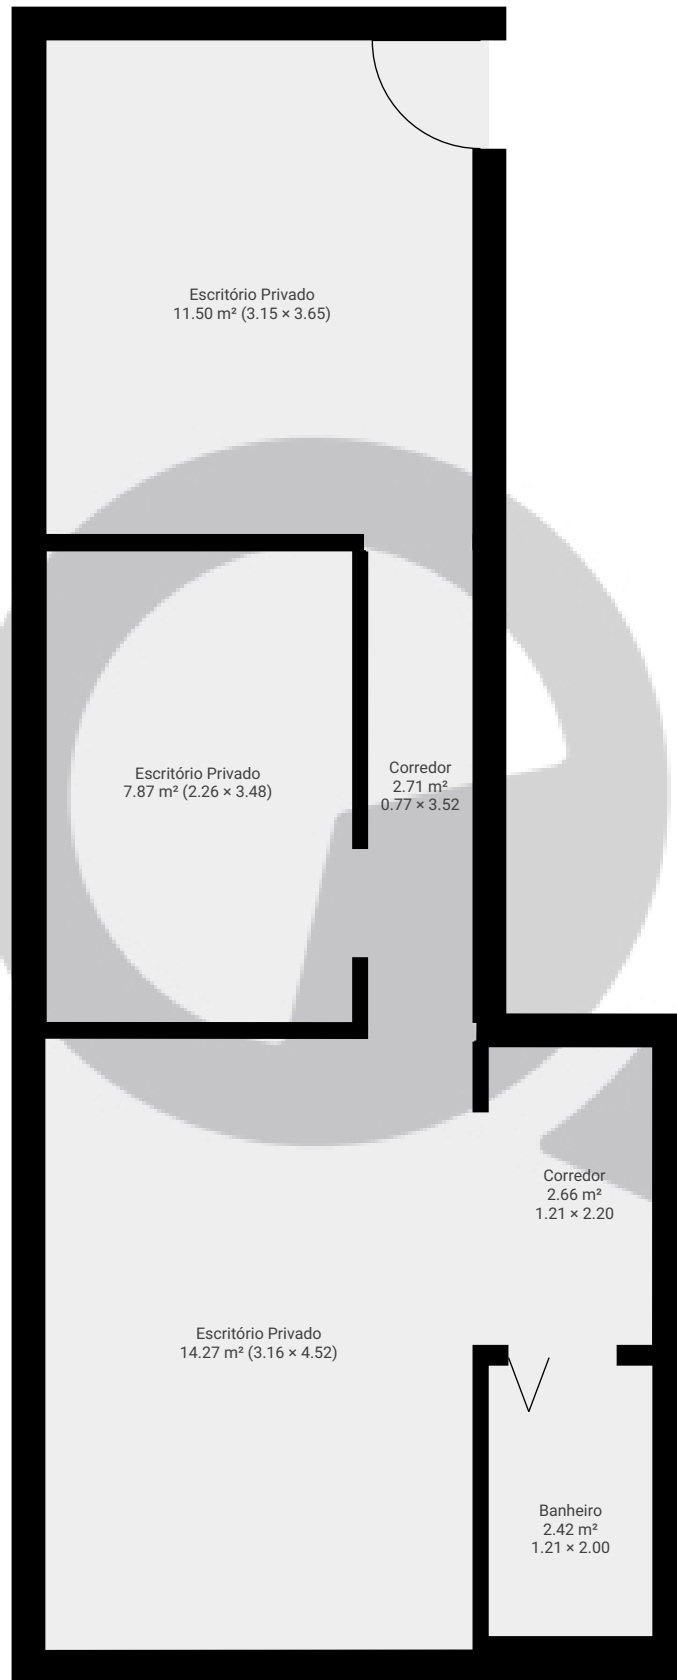 Escritório Privado
11.50 m² (3.15 × 3.65)
Escritório Privado
7.87 m² (2.26 × 3.48)
Corredor
2.71 m²
0.77 × 3.52
Corredor
2.66 m²
1.21 × 2.20
Escritório Privado
14.27 m² (3.16 × 4.52)
Banheiro
2.42 m²
1.21 × 2.00